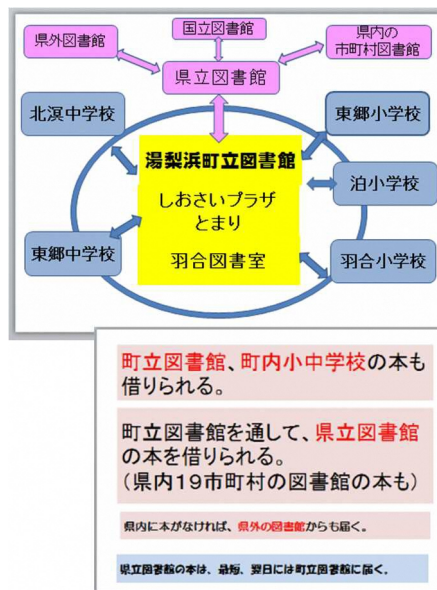 国立図書館
県外図書館
県内の
市町村図書館
県立図書館
北溟中学校
東郷小学校
湯梨浜町立図書館
しおさいプラザ
とまり
泊小学校
東郷中学校
羽合図書室
羽合小学校
町立図書館、町内小中学校の本も
借りられる。
町立図書館を通して、県立図書館
の本を借りられる。
(県内19市町村の図書館の本も)
県内に本がなければ、県外の図書館からも届く。
県立図書館の本は、最短、翌日には町立図書館に届く。